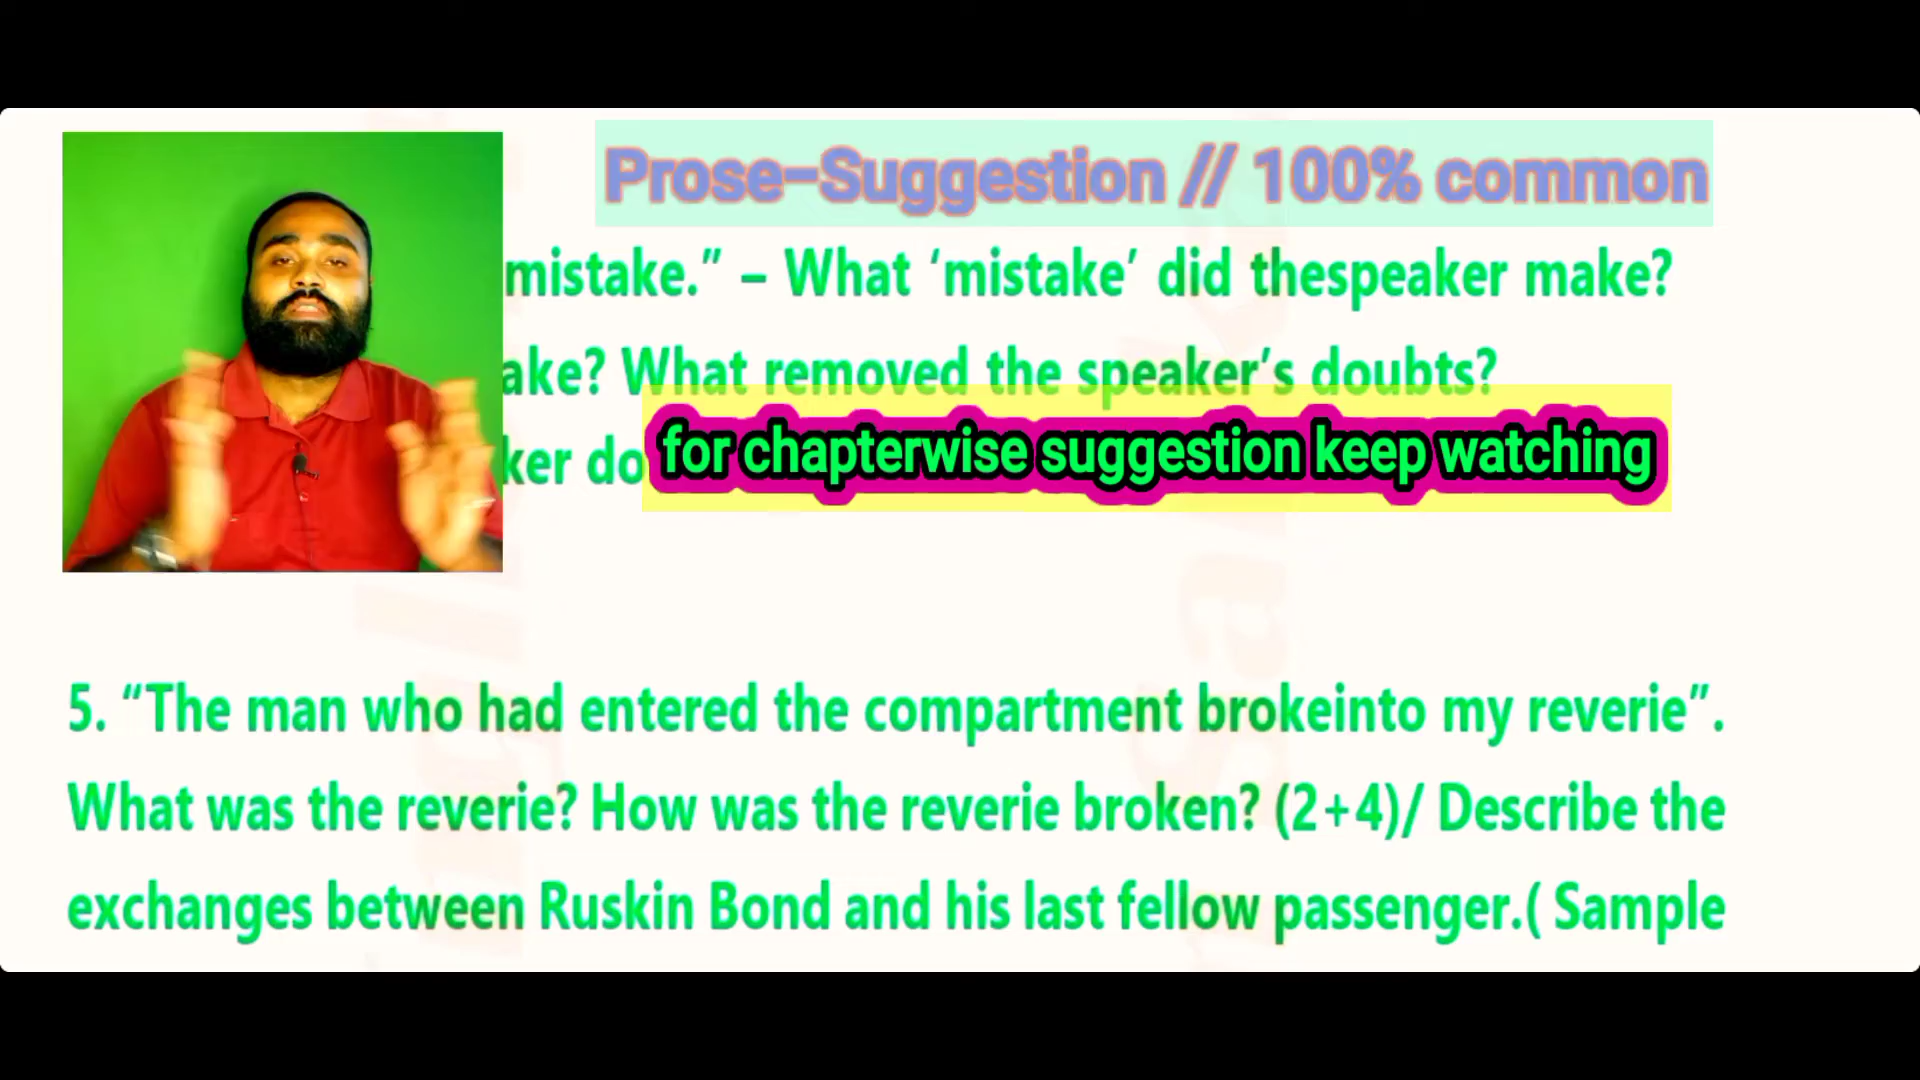 Prose-Suggestion // 100% common
mistake.” – What ‘mistake’ did thespeaker make?
ake? What removed the speaker’s doubts?
ker do
for chapterwise suggestion keep watching
5. “The man who had entered the compartment brokeinto my reverie”.
What was the reverie? How was the reverie broken? (2+4)/ Describe the
exchanges between Ruskin Bond and his last fellow passenger.( Sample